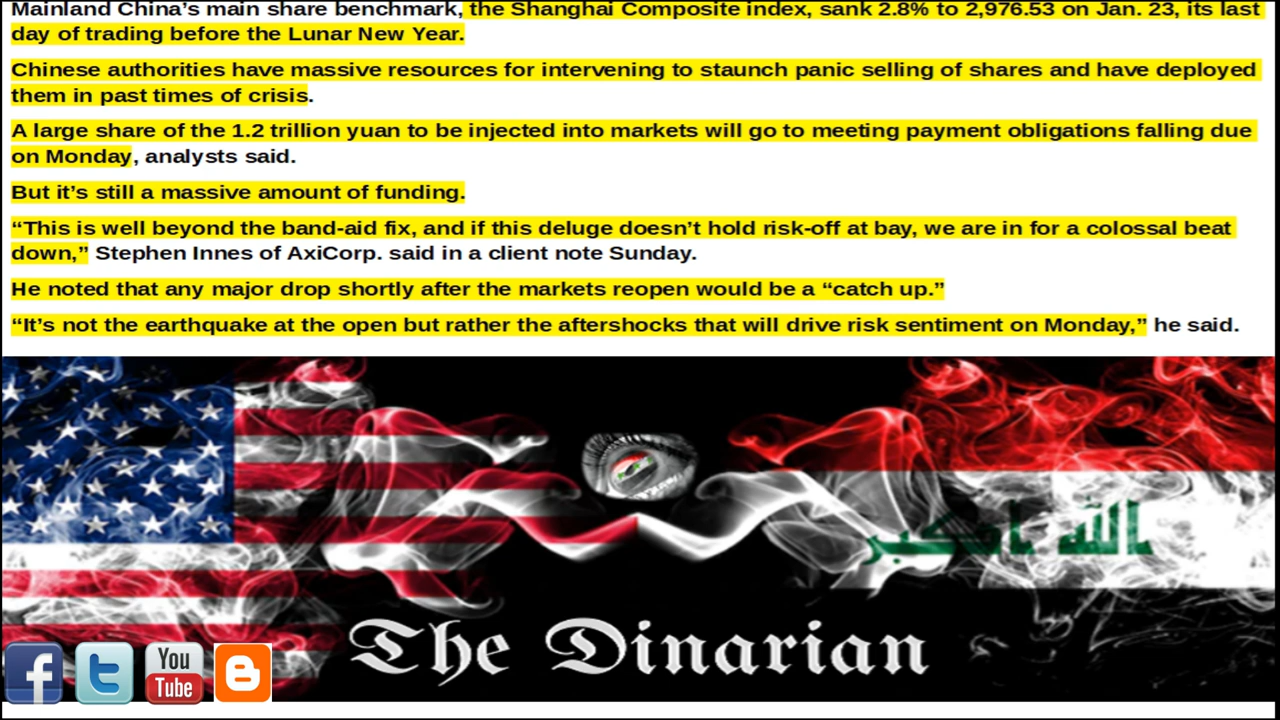 Mainland China’s main share benchmark, the Shanghai Composite index, sank 2.8% to 2,976.53 on Jan. 23, its last
day of trading before the Lunar New Year.
Chinese authorities have massive resources for intervening to staunch panic selling of shares and have deployed
them in past times of crisis.
A large share of the 1.2 trillion yuan to be injected into markets will go to meeting payment obligations falling due
on Monday, analysts said.
But it’s still a massive amount of funding.
“This is well beyond the band-aid fix, and if this deluge doesn’t hold risk-off at bay, we are in for a colossal beat
down,” Stephen Innes of AxiCorp. said in a client note Sunday.
He noted that any major drop shortly after the markets reopen would be a “catch up.”
“It’s not the earthquake at the open but rather the aftershocks that will drive risk sentiment on Monday,” he said.
الله اكبر
The Dinarian
You
Tube